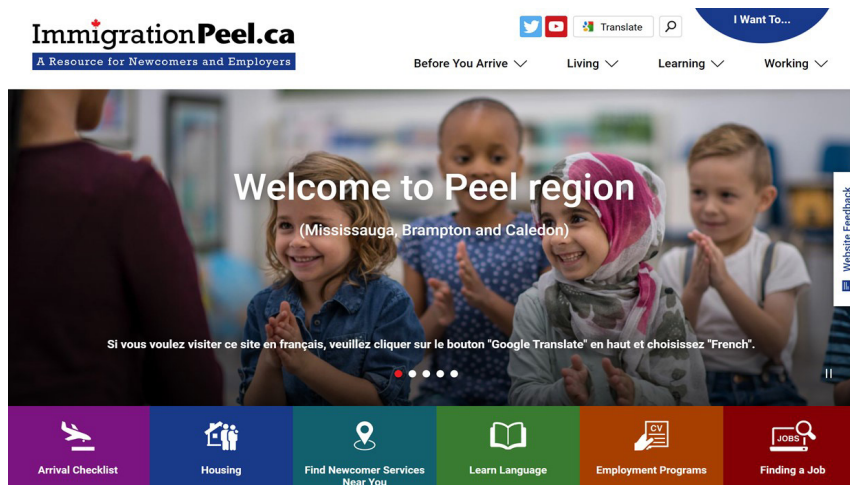 ImmigrationPeel.ca
A Resource for Newcomers and Employers
Translate
I Want To...
Before You Arrive
Living
Learning
Working
Welcome to Peel region
(Mississauga, Brampton and Caledon)
Website Feedback
Si vous voulez visiter ce site en français, veuillez cliquer sur le bouton "Google Translate" en haut et choisissez "French".
Arrival Checklist
Housing
Find Newcomer Services
Near You
Learn Language
CV
Employment Programs
JOBS
Finding a Job